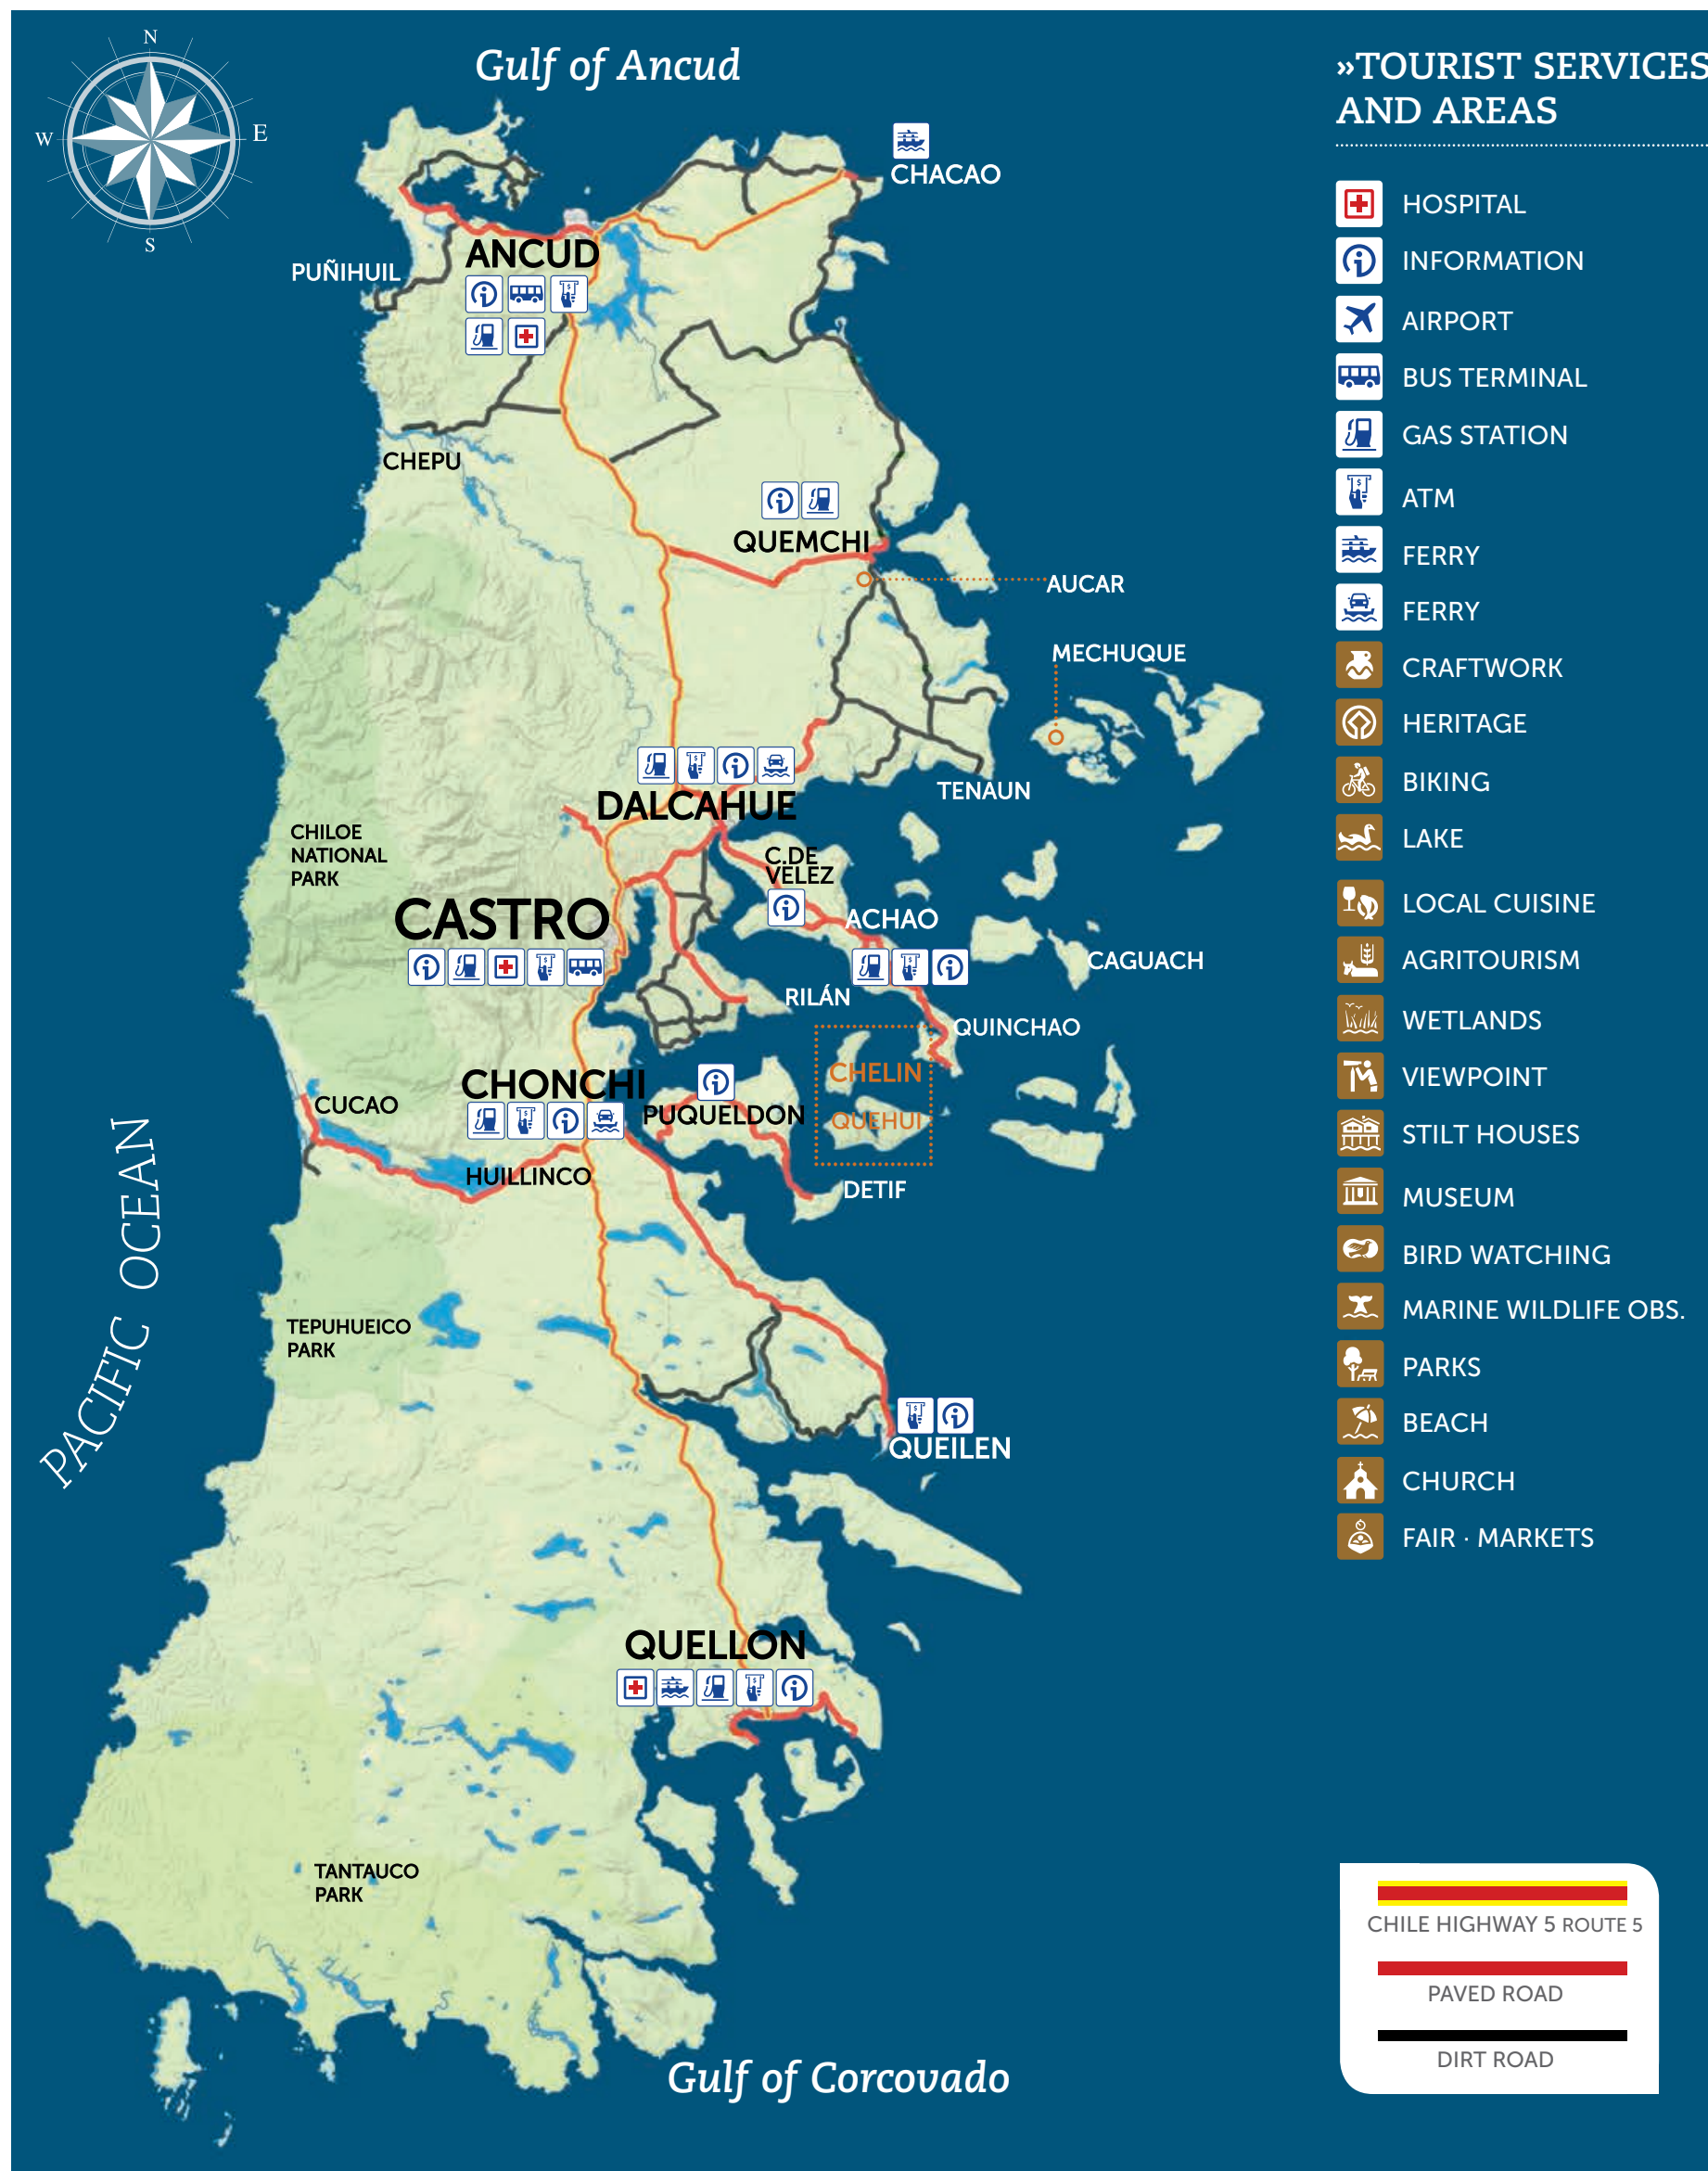 N
W
E
S
Gulf of Ancud
CHACAO
ANCUD
PUÑIHUIL
CHEPU
QUEMCHI
AUCAR
MECHUQUE
TENAUN
DALCAHUE
CHILOE
NATIONAL
PARK
C.DE
VELEZ
CASTRO
ACHAO
CAGUACH
RILÁN
QUINCHAO
CHELIN
QUEHUI
CHONCHI
CUCAO
PUQUELDON
HUILLINCO
DETIF
PACIFIC OCEAN
TEPUHUEICO
PARK
QUEILEN
QUELLON
TANTAUCO
PARK
Gulf of Corcovado
»TOURIST SERVICES
AND AREAS
HOSPITAL
INFORMATION
AIRPORT
BUS TERMINAL
GAS STATION
ATM
FERRY
FERRY
CRAFTWORK
HERITAGE
BIKING
LAKE
LOCAL CUISINE
AGRITOURISM
WETLANDS
VIEWPOINT
STILT HOUSES
MUSEUM
BIRD WATCHING
MARINE WILDLIFE OBS.
PARKS
BEACH
CHURCH
FAIR · MARKETS
CHILE HIGHWAY 5 ROUTE 5
PAVED ROAD
DIRT ROAD